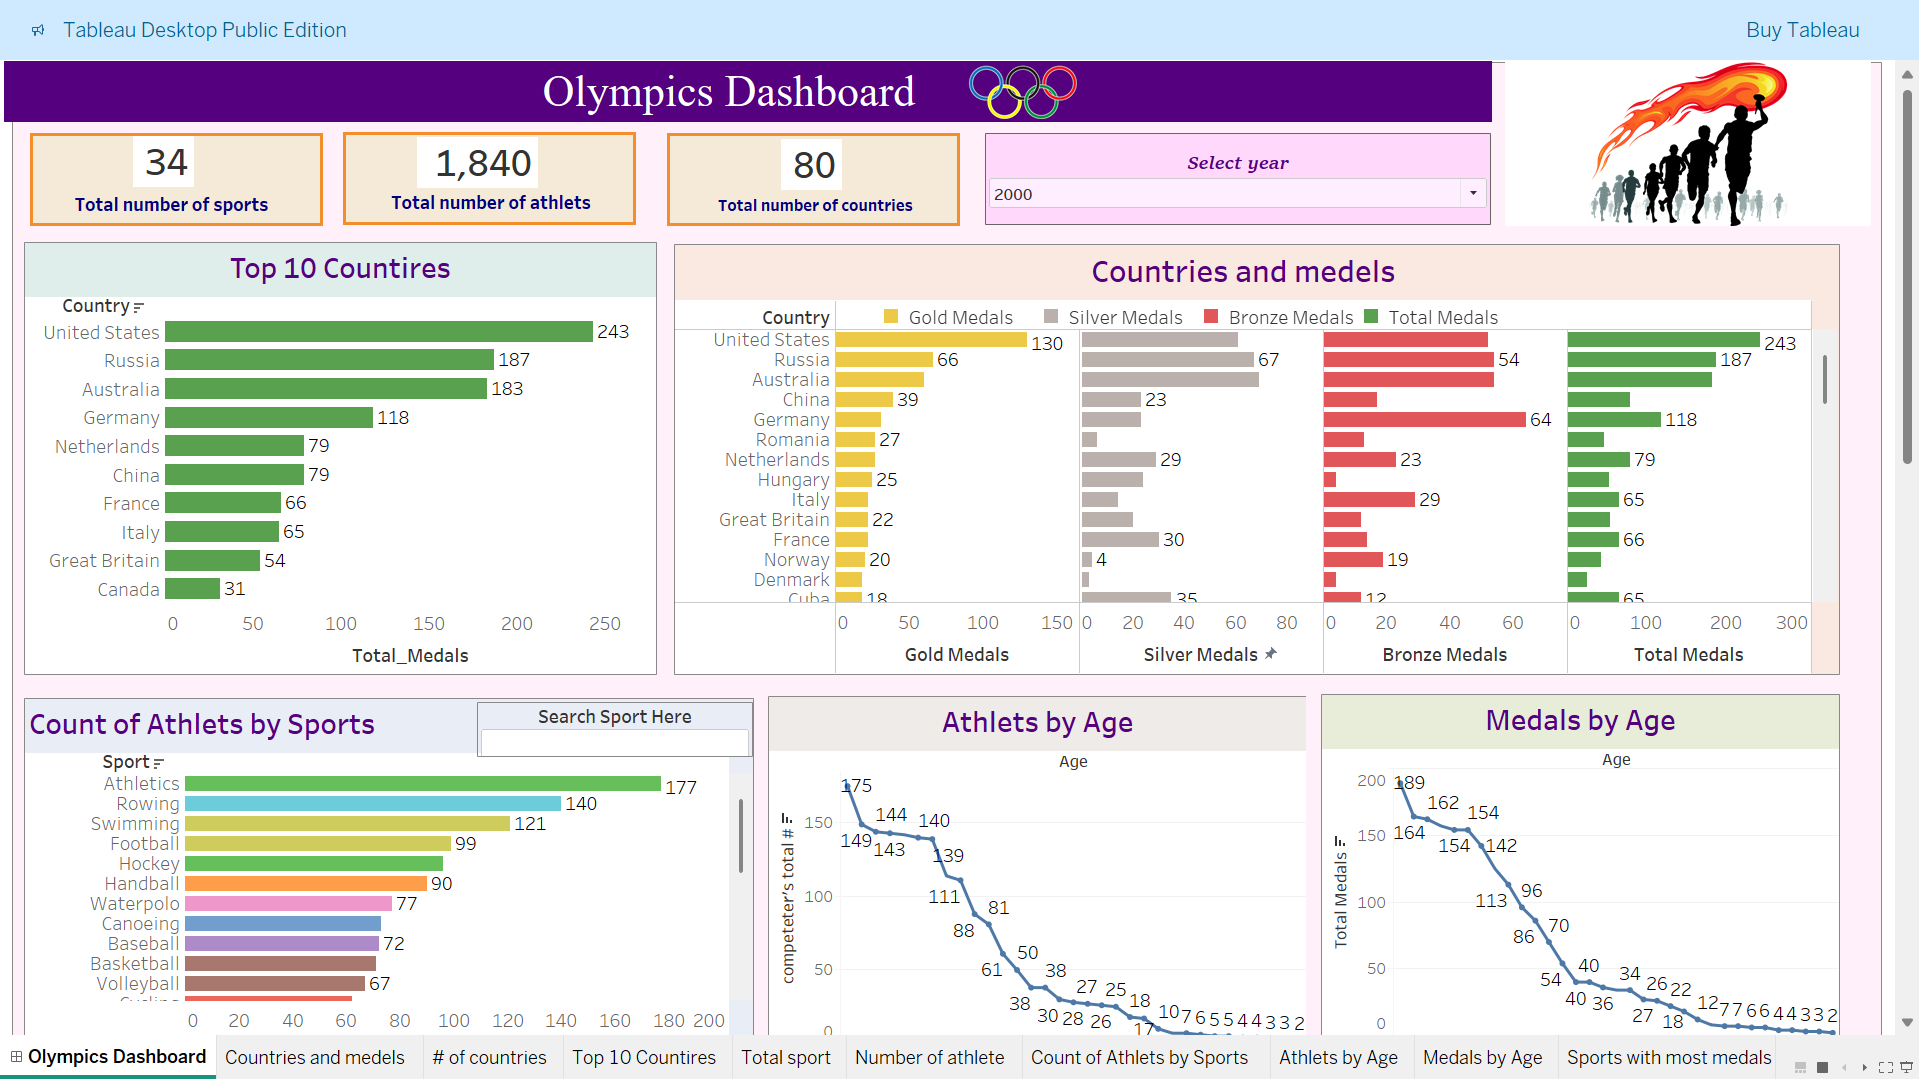 Tableau Desktop Public Edition
Buy Tableau
Olympics Dashboard
34
Total number of sports
1,840
Total number of athlets
80
Total number of countries
Select year
2000
Top 10 Countires
Country
United States 243
Russia 187
Australia 183
Germany 118
Netherlands 79
China 79
France 66
Italy 65
Great Britain 54
Canada 31
0 50 100 150 200 250
Total_Medals
Countries and medels
Country Gold Medals Silver Medals Bronze Medals Total Medals
United States 130 243
Russia 66 67 54 187
Australia
China 39 23
Germany 64 118
Romania 27
Netherlands 29 23 79
Hungary 25
Italy 29 65
Great Britain 22
France 30 66
Norway 20 4 19
Denmark
Cuba 18 35 12 65
0 50 100 150 0 20 40 60 80 0 20 40 60 0 100 200 300
Gold Medals Silver Medals Bronze Medals Total Medals
Count of Athlets by Sports
Search Sport Here
Sport
Athletics 177
Rowing 140
Swimming 121
Football 99
Hockey
Handball 90
Waterpolo 77
Canoeing
Baseball 72
Basketball
Volleyball 67
Cycling
0 20 40 60 80 100 120 140 160 180 200
Athlets by Age
Age
competeter's total #
150
100
50
0
175
149
144
143
140
139
111
88
81
61
50
38
38
30
27
28
25
26
18
17
10 7 6 5 5 4 4 3 3 2
Medals by Age
Age
Total Medals
200
150
100
50
0
189
164
162
154
154
142
113
96
86
70
54
40
40
36
34
27
26
18
22
12 7 7 6 6 4 4 3 3 2
Olympics Dashboard
Countries and medels
# of countries
Top 10 Countires
Total sport
Number of athlete
Count of Athlets by Sports
Athlets by Age
Medals by Age
Sports with most medals